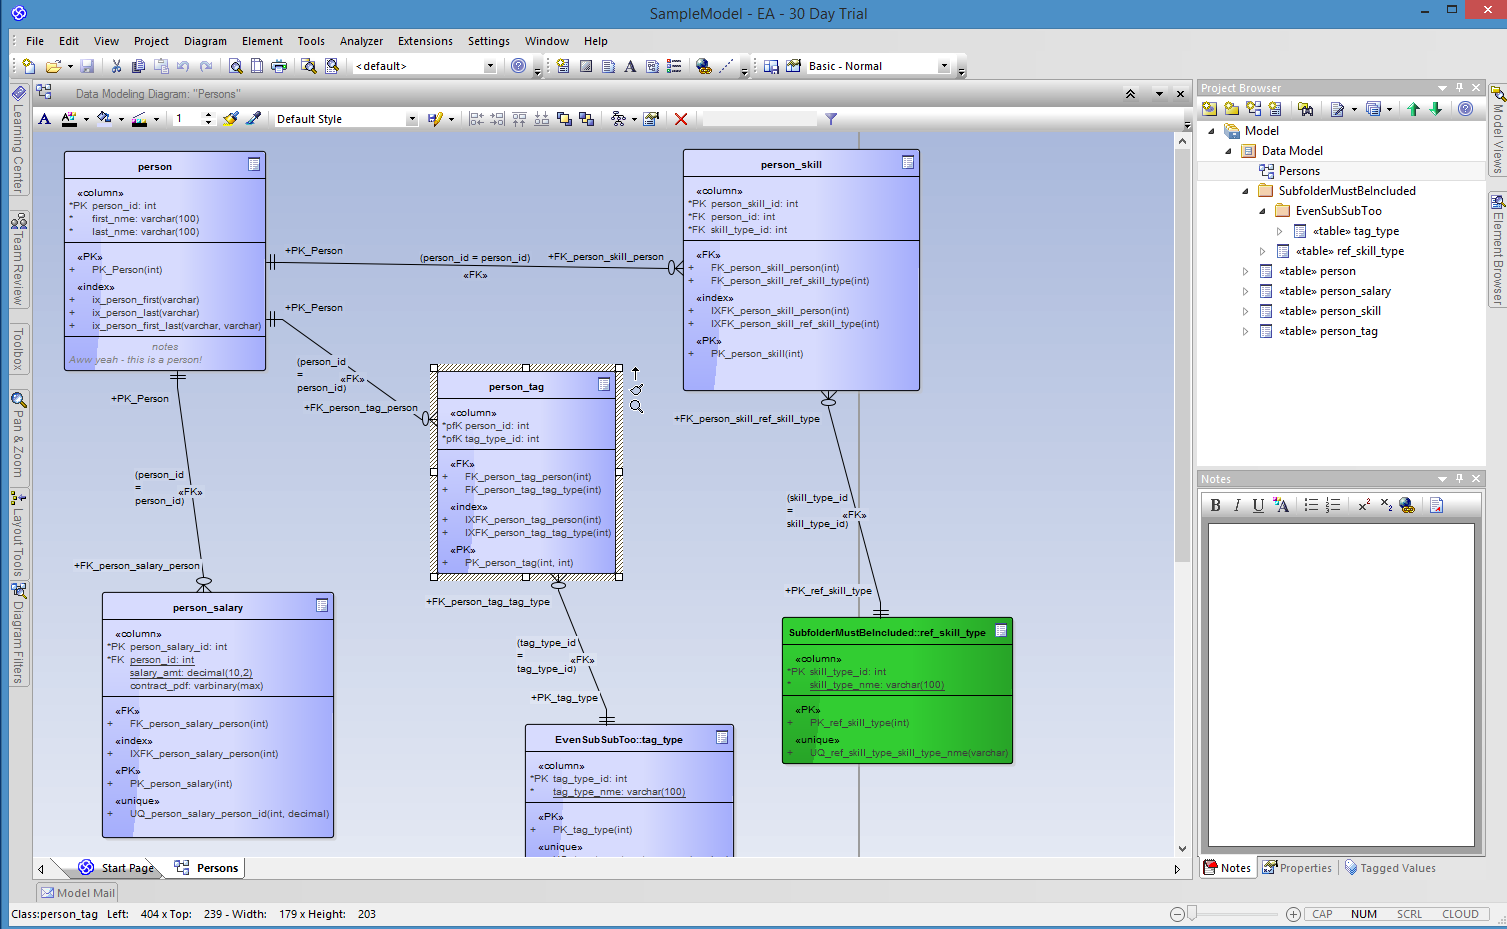 SampleModel - EA - 30 Day Trial
File Edit View Project Diagram Element Tools Analyzer Extensions Settings Window Help
<default>
Basic - Normal
Data Modeling Diagram: "Persons"
1
Default Style
Learning Center
Team Review
Toolbox
Pan & Zoom
Layout Tools
Diagram Filters
person
«column»
*PK person_id: int
* first_nme: varchar(100)
* last_nme: varchar(100)
«PK»
+ PK_Person(int)
«index»
+ ix_person_first(varchar)
+ ix_person_last(varchar)
+ ix_person_first_last(varchar, varchar)
notes
Aww yeah - this is a person!
+PK_Person
(person_id = person_id)
«FK»
+FK_person_skill_person
+PK_Person
(person_id
=
person_id)
«FK»
+FK_person_tag_person
+PK_Person
(person_id
=
person_id)
«FK»
+FK_person_salary_person
person_skill
«column»
*PK person_skill_id: int
*FK person_id: int
*FK skill_type_id: int
«FK»
+ FK_person_skill_person(int)
+ FK_person_skill_ref_skill_type(int)
«index»
+ IXFK_person_skill_person(int)
+ IXFK_person_skill_ref_skill_type(int)
«PK»
+ PK_person_skill(int)
+FK_person_skill_ref_skill_type
(skill_type_id
=
skill_type_id)
«FK»
+PK_ref_skill_type
person_tag
«column»
*pfK person_id: int
*pfK tag_type_id: int
«FK»
+ FK_person_tag_person(int)
+ FK_person_tag_tag_type(int)
«index»
+ IXFK_person_tag_person(int)
+ IXFK_person_tag_tag_type(int)
«PK»
+ PK_person_tag(int, int)
+FK_person_tag_tag_type
(tag_type_id
=
tag_type_id)
«FK»
+PK_tag_type
person_salary
«column»
*PK person_salary_id: int
*FK person_id: int
salary_amt: decimal(10,2)
contract_pdf: varbinary(max)
«FK»
+ FK_person_salary_person(int)
«index»
+ IXFK_person_salary_person(int)
«PK»
+ PK_person_salary(int)
«unique»
+ UQ_person_salary_person_id(int, decimal)
EvenSubSubToo::tag_type
«column»
*PK tag_type_id: int
* tag_type_nme: varchar(100)
«PK»
+ PK_tag_type(int)
«unique»
SubfolderMustBeIncluded::ref_skill_type
«column»
*PK skill_type_id: int
* skill_type_nme: varchar(100)
«PK»
+ PK_ref_skill_type(int)
«unique»
+ UQ_ref_skill_type_skill_type_nme(varchar)
Project Browser
Model
Data Model
Persons
SubfolderMustBeIncluded
EvenSubSubToo
«table» tag_type
«table» ref_skill_type
«table» person
«table» person_salary
«table» person_skill
«table» person_tag
Model Views
Element Browser
Notes
B I U A x² x₂
Notes Properties Tagged Values
Start Page Persons
Model Mail
Class:person_tag Left: 404 x Top: 239 - Width: 179 x Height: 203
CAP NUM SCRL CLOUD